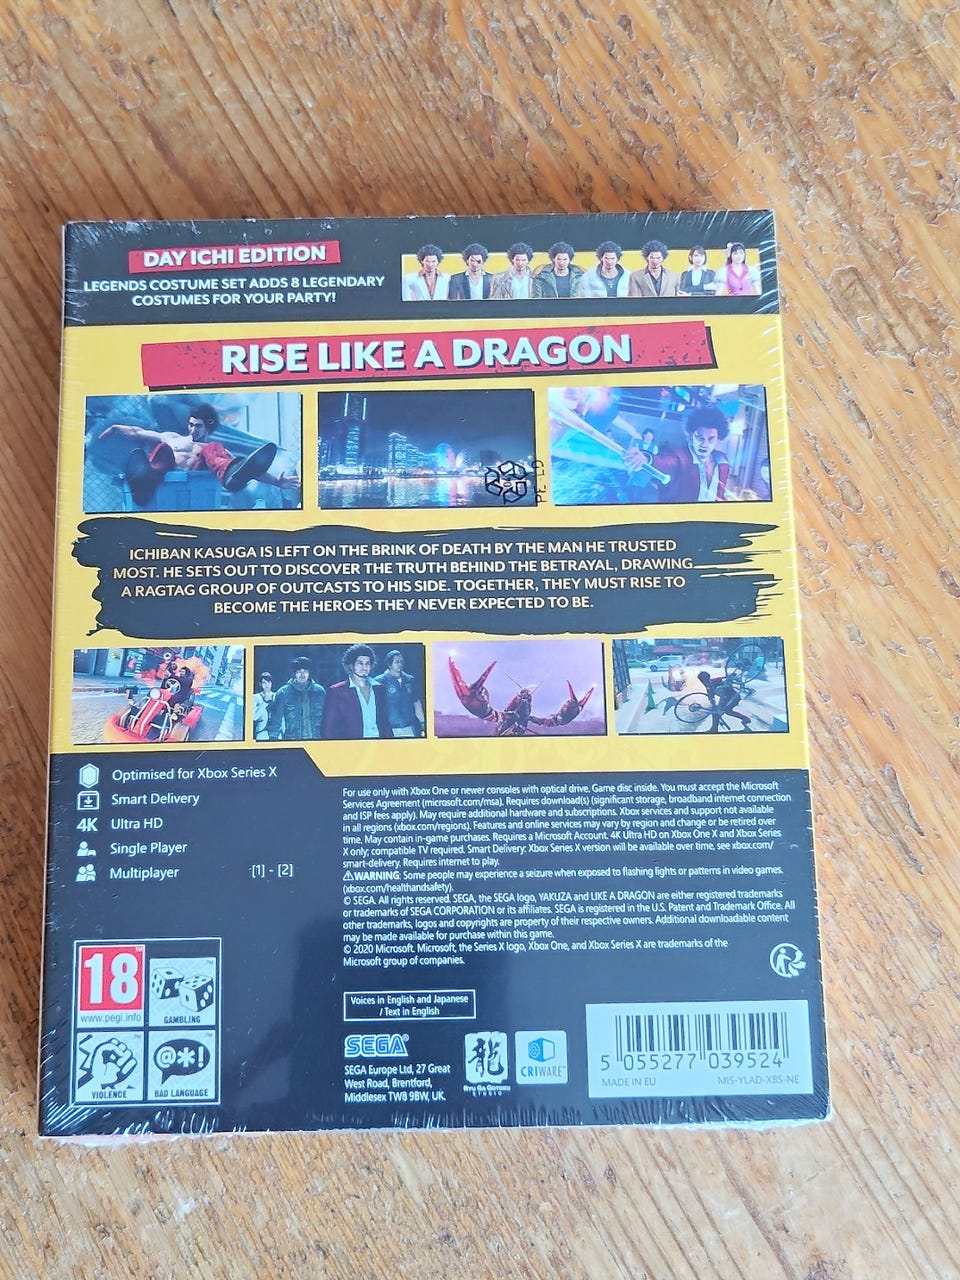 DAY ICHI EDITION
LEGENDS COSTUME SET ADDS 8 LEGENDARY
COSTUMES FOR YOUR PARTY!
RISE LIKE A DRAGON
PE-LD
ICHIBAN KASUGA IS LEFT ON THE BRINK OF DEATH BY THE MAN HE TRUSTED
MOST. HE SETS OUT TO DISCOVER THE TRUTH BEHIND THE BETRAYAL, DRAWING
A RAGTAG GROUP OF OUTCASTS TO HIS SIDE. TOGETHER, THEY MUST RISE TO
BECOME THE HEROES THEY NEVER EXPECTED TO BE.
Optimised for Xbox Series X
Smart Delivery
4K Ultra HD
Single Player
Multiplayer [1] - [2]
For use only with Xbox One or newer consoles with optical drive. Game disc inside. You must accept the Microsoft
Services Agreement (microsoft.com/msa). Requires download(s) (significant storage, broadband internet connection
and ISP fees apply). May require additional hardware and subscriptions. Xbox services and support not available
in all regions (xbox.com/regions). Features and online services may vary by region and change or be retired over
time. May contain in-game purchases. Requires a Microsoft Account. 4K Ultra HD on Xbox One X and Xbox Series
X only; compatible TV required. Smart Delivery: Xbox Series X version will be available over time, see xbox.com/
smart-delivery. Requires internet to play.
⚠WARNING: Some people may experience a seizure when exposed to flashing lights or patterns in video games.
(xbox.com/healthandsafety).
© SEGA. All rights reserved. SEGA, the SEGA logo, YAKUZA and LIKE A DRAGON are either registered trademarks
or trademarks of SEGA CORPORATION or its affiliates. SEGA is registered in the U.S. Patent and Trademark Office. All
other trademarks, logos and copyrights are property of their respective owners. Additional downloadable content
may be made available for purchase within this game.
© 2020 Microsoft. Microsoft, the Series X logo, Xbox One, and Xbox Series X are trademarks of the
Microsoft group of companies.
18
www.pegi.info
GAMBLING
VIOLENCE
@*!
BAD LANGUAGE
Voices in English and Japanese
/ Text in English
SEGA
SEGA Europe Ltd, 27 Great
West Road, Brentford,
Middlesex TW8 9BW, UK.
龍
RYU GA GOTOKU
STUDIO
CRIWARE
5 055277 039524
MADE IN EU MIS-YLAD-XBS-NE